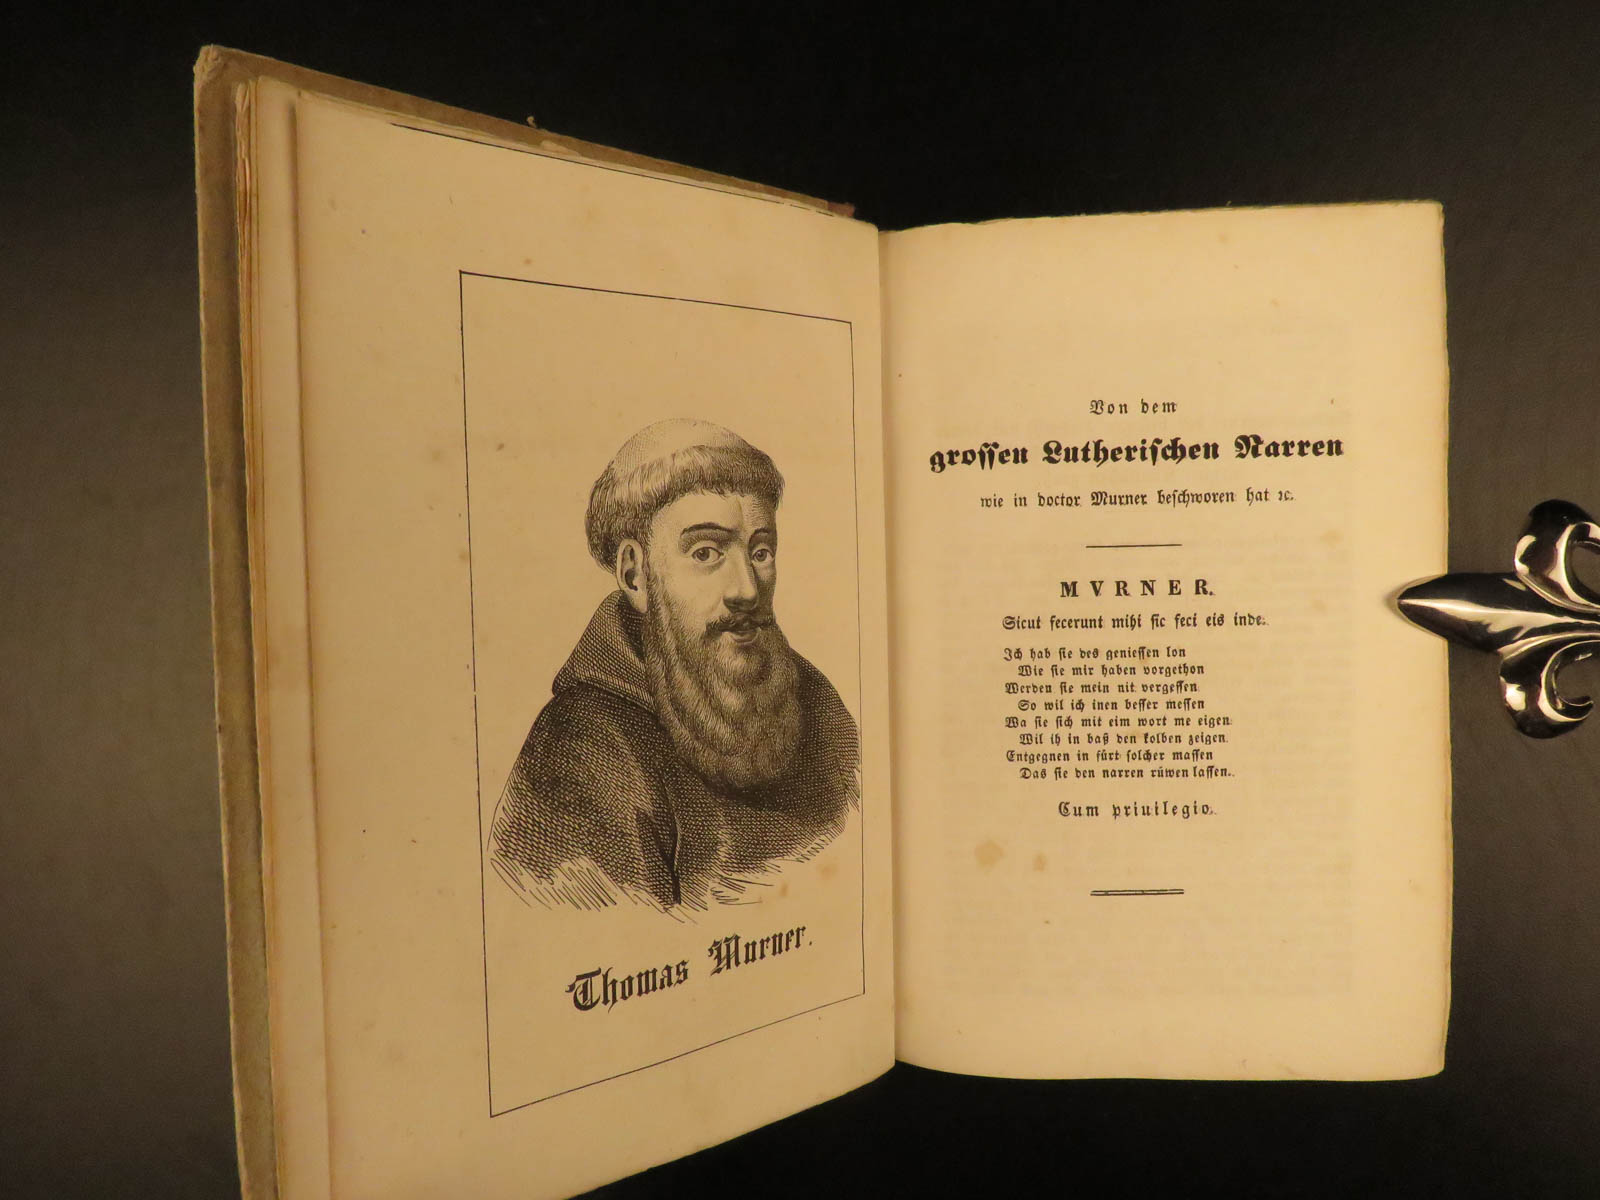 Thomas Murner.
Von dem
grossen Lutherischen Narren
wie in doctor Murner beschworen hat ꝛc.
MVRNER.
Sicut fecerunt mihi sic feci eis inde.
Ich hab sie des geniessen lon
Wie sie mir haben vorgethon
Werden sie mein nit vergessen
So wil ich inen besser messen
Wa sie sich mit eim wort me eigen
Wil ih in baß den kolben zeigen.
Entgegnen in fürt solcher massen
Das sie den narren rüwen lassen.
Cum priuilegio.